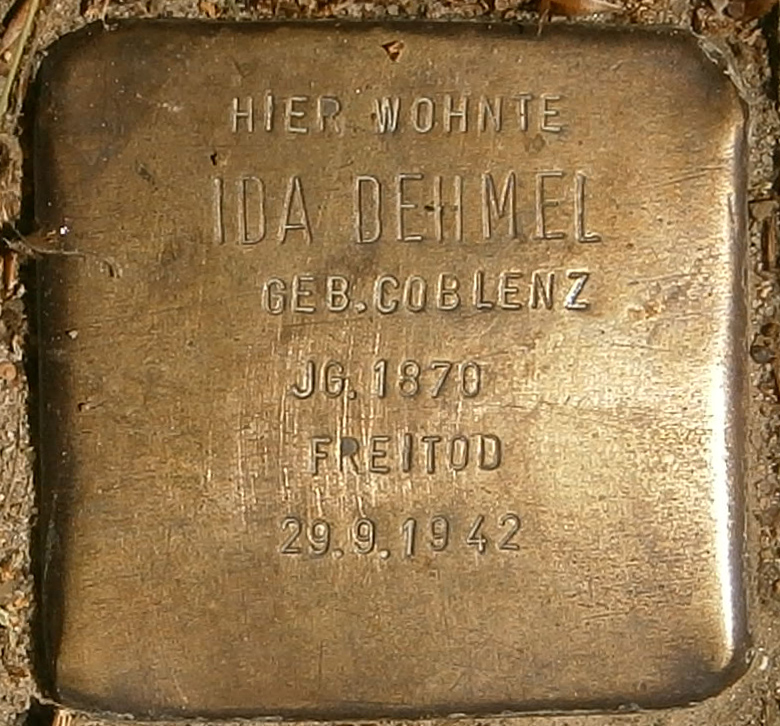 HIER WOHNTE
IDA DEHMEL
GEB. COBLENZ
JG. 1870
FREITOD
29.9.1942